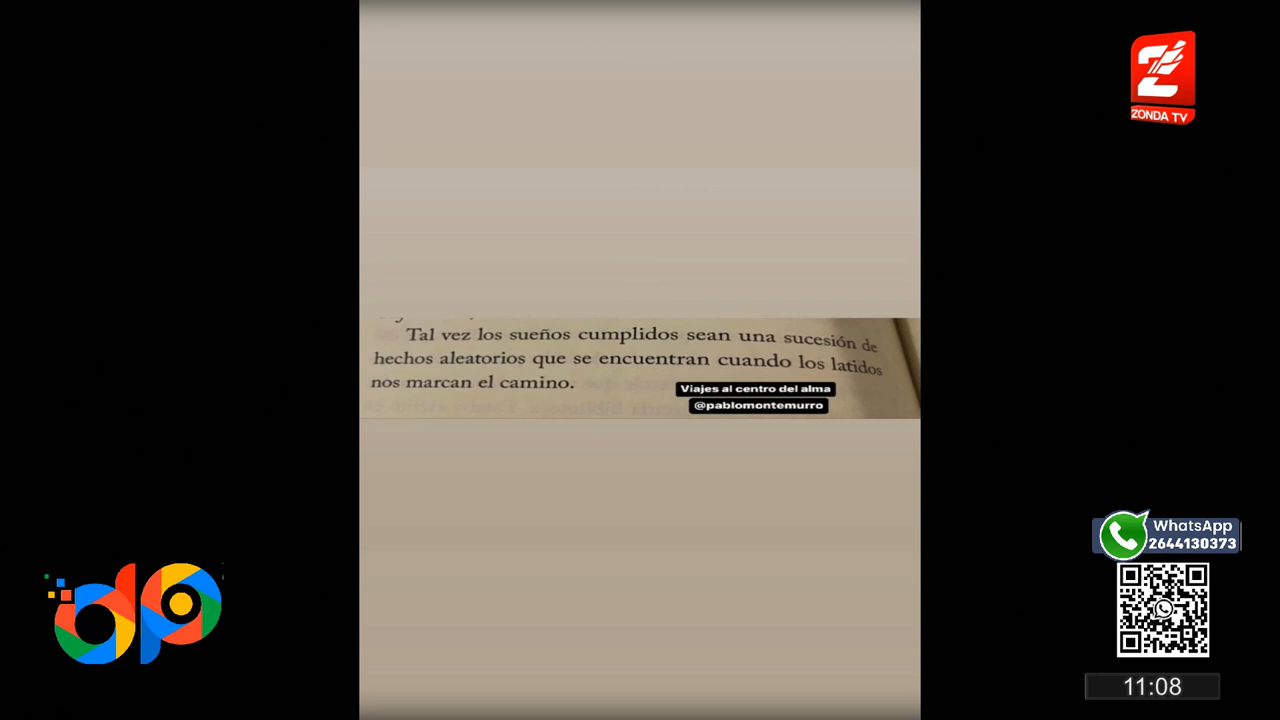 ZONDA TV
Tal vez los sueños cumplidos sean una sucesión de
hechos aleatorios que se encuentran cuando los latidos
nos marcan el camino.
Viajes al centro del alma
@pablomontemurro
dp
WhatsApp
2644130373
11:08